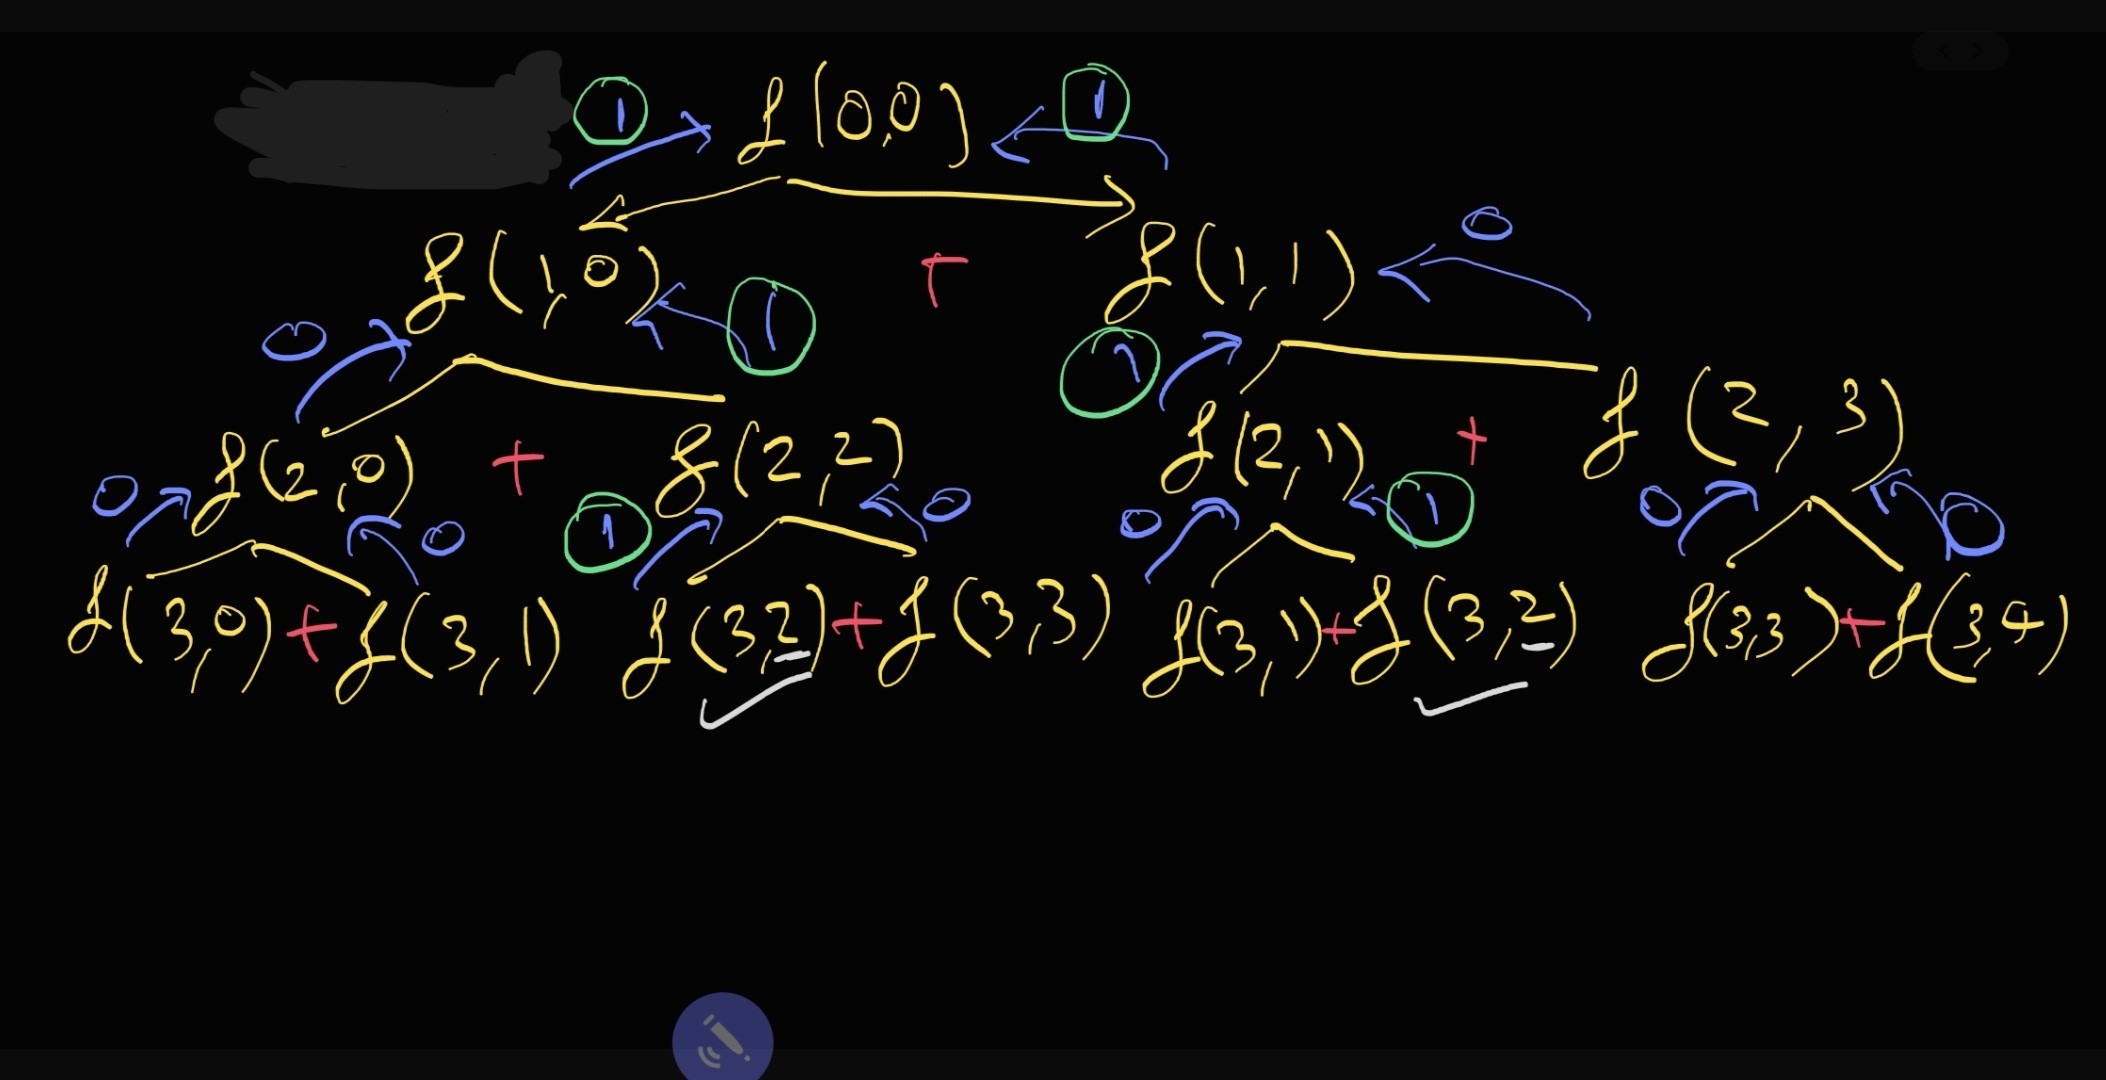 1 f(0,0) 1
f(1,0) + f(1,1) 0
0 1 1
f(2,0) + f(2,2) f(2,1) + f(2,3)
0 0 1 0 0 1 0 0
f(3,0) + f(3,1) f(3,2) + f(3,3) f(3,1) + f(3,2) f(3,3) + f(3,4)